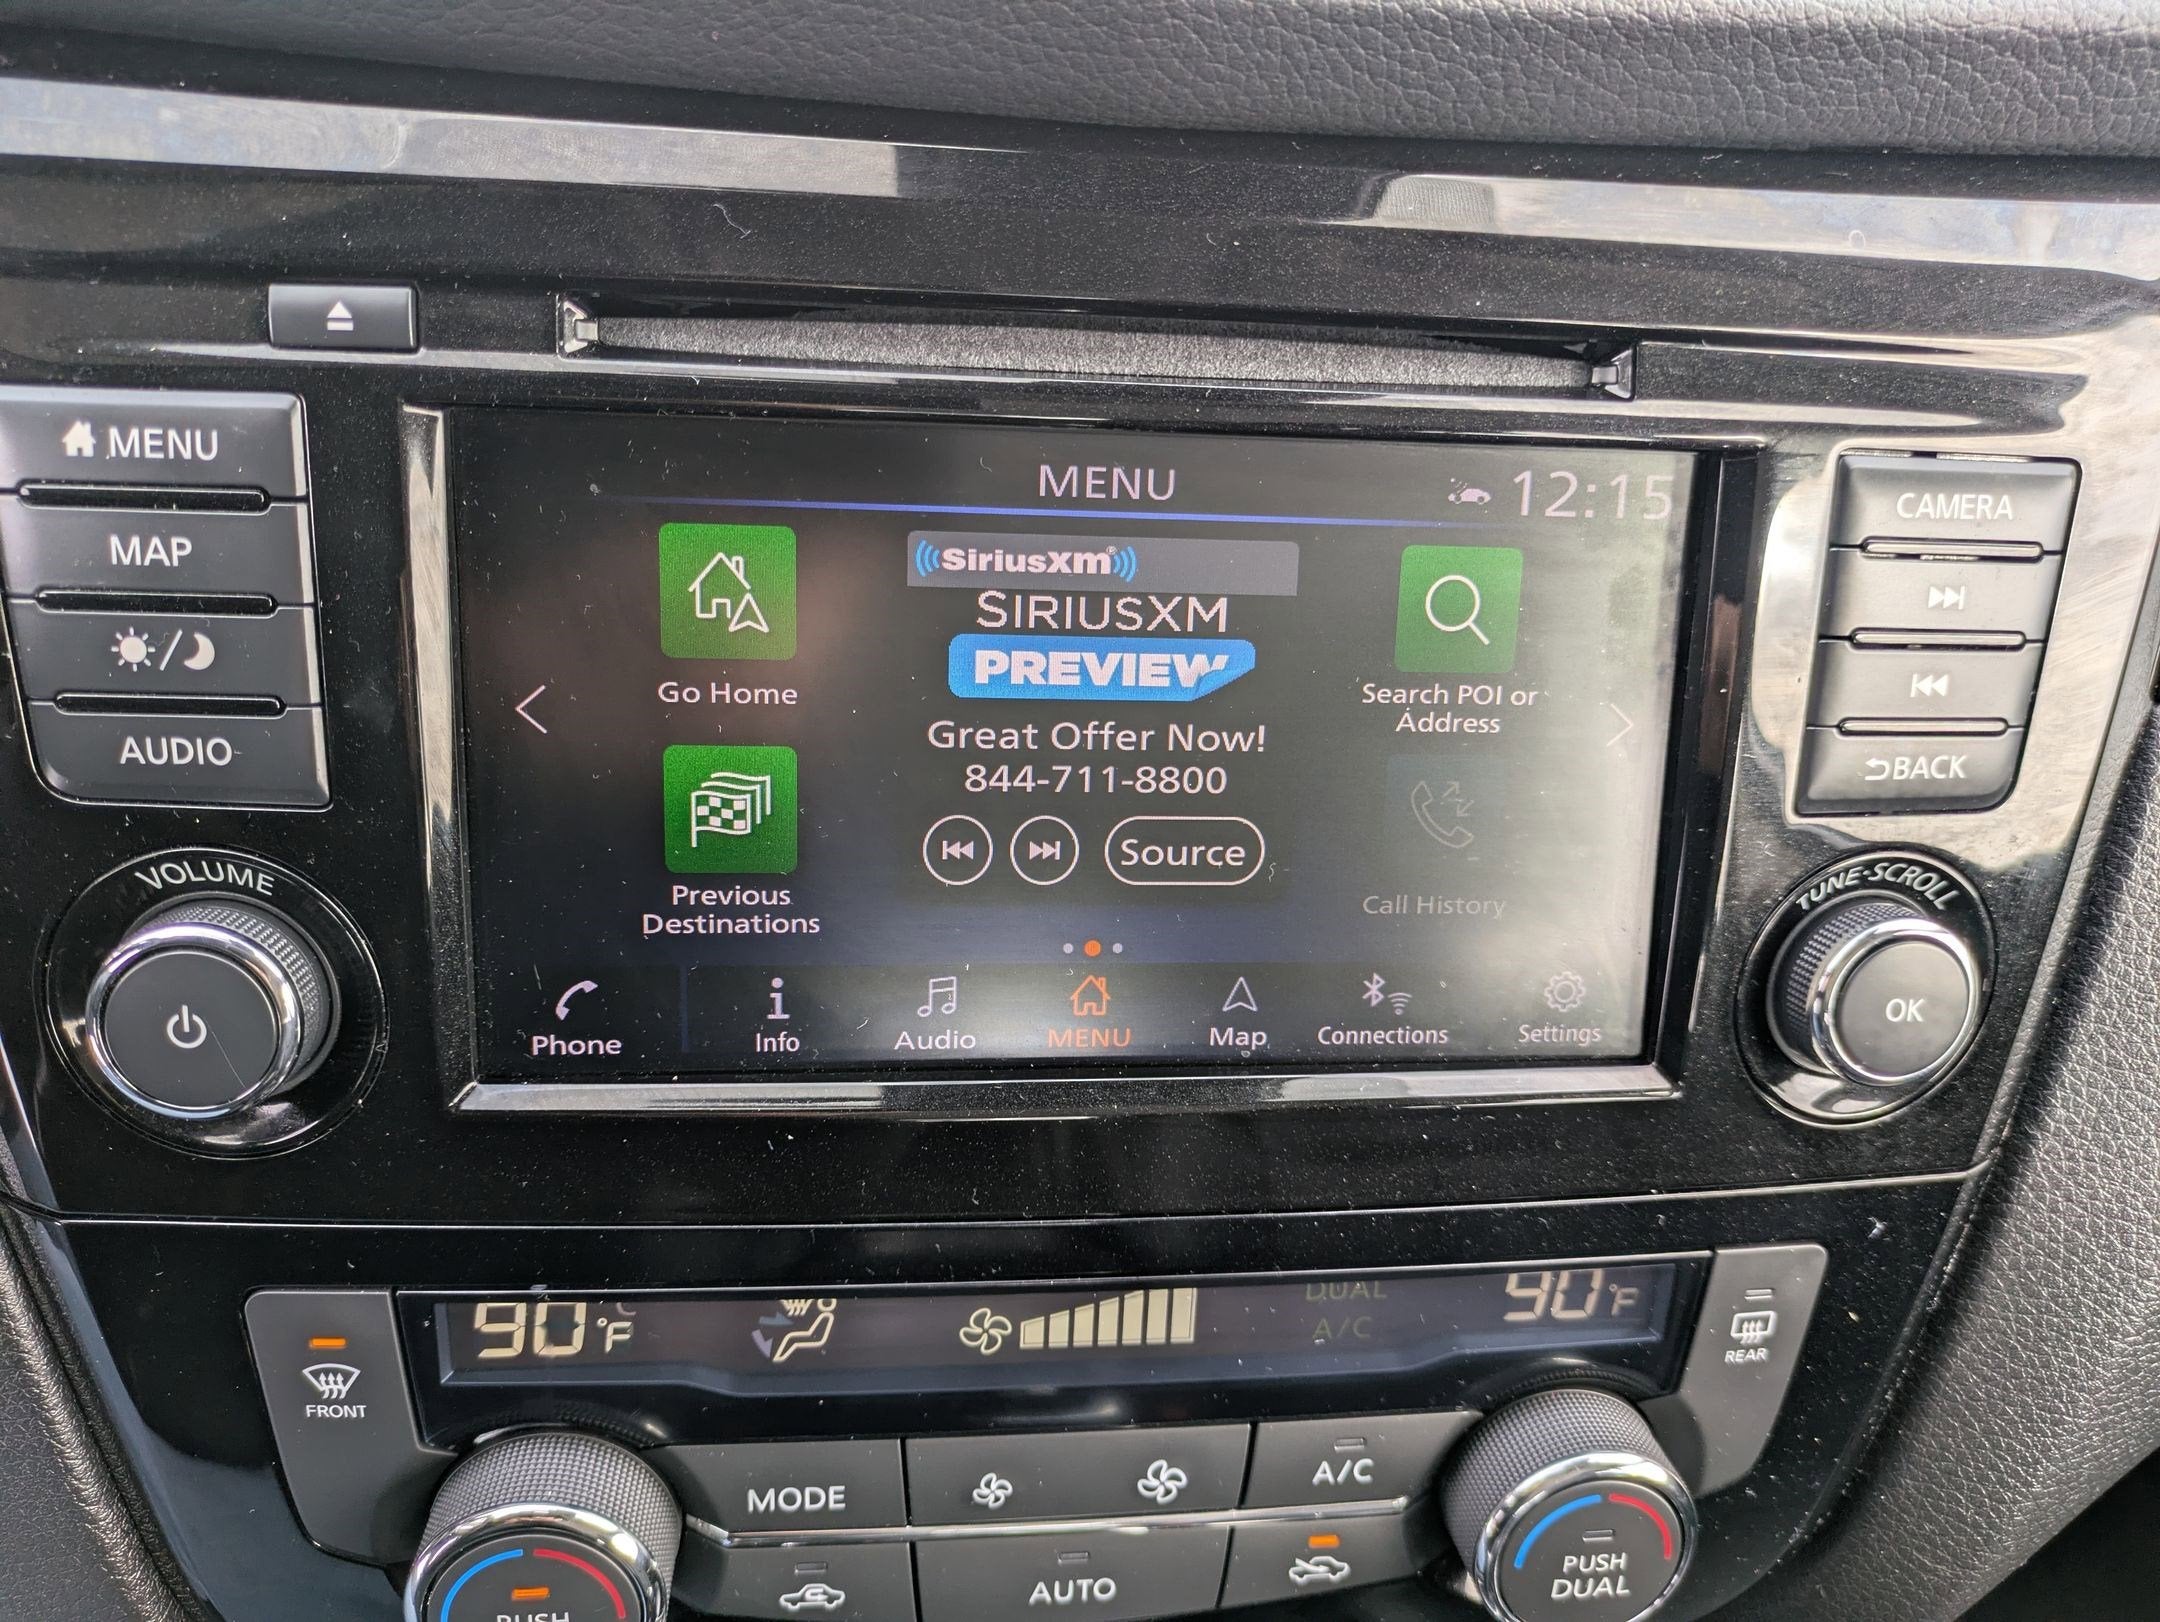 MENU
MAP
/
AUDIO
VOLUME
MENU
12:15
SiriusXm®
SIRIUSXM
PREVIEW
Great Offer Now!
844-711-8800
Source
Go Home
Previous
Destinations
Search POI or
Address
Call History
Phone
Info
Audio
MENU
Map
Connections
Settings
CAMERA
BACK
TUNE·SCROLL
OK
90°F
DUAL
A/C
90°F
FRONT
REAR
MODE
A/C
AUTO
PUSH
PUSH
DUAL